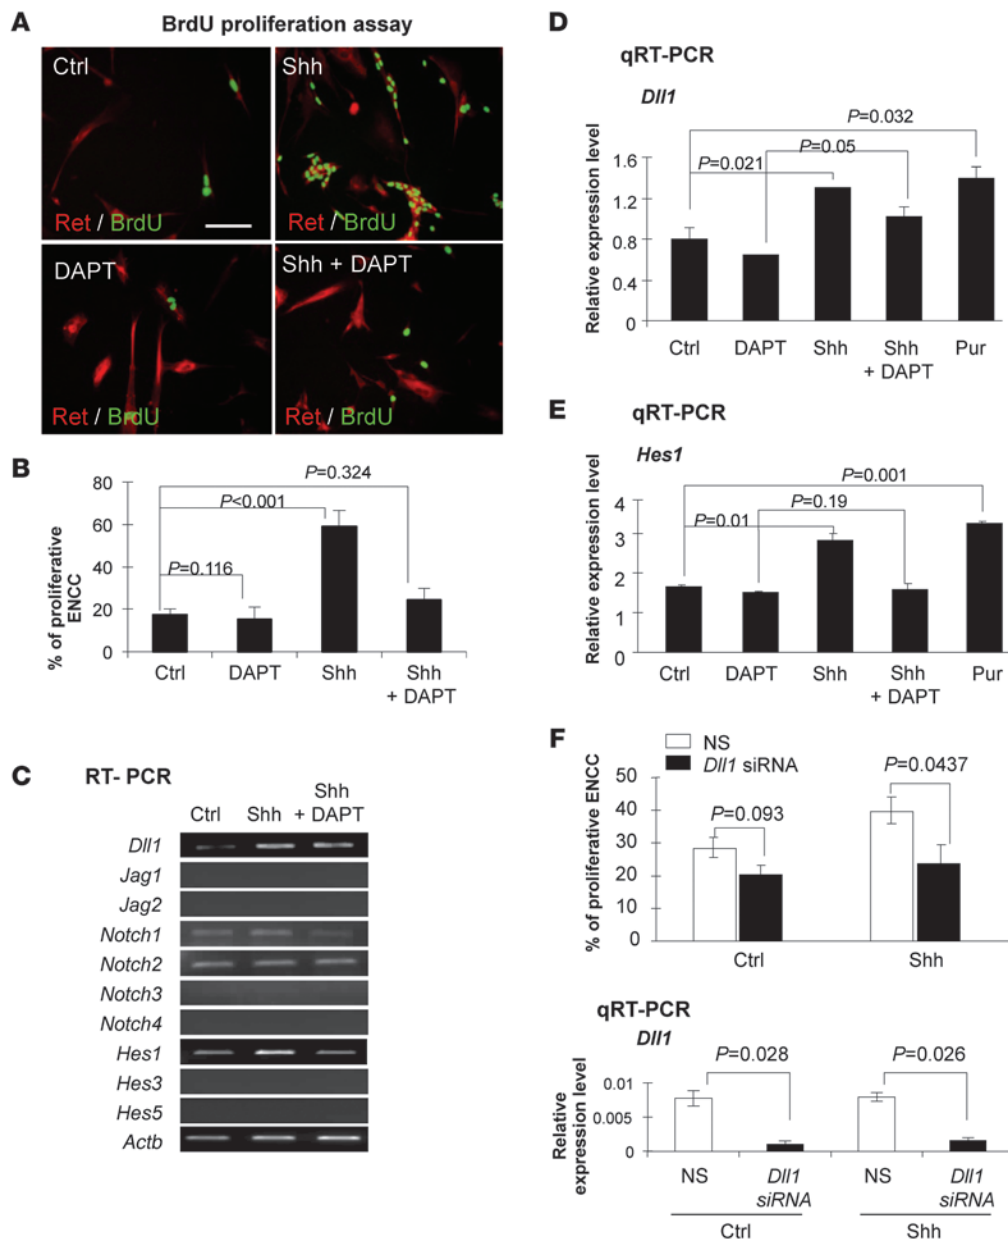 A
BrdU proliferation assay
Ctrl
Shh
Ret / BrdU
Ret / BrdU
DAPT
Shh + DAPT
Ret / BrdU
Ret / BrdU
B
% of proliferative
ENCC
80
60
40
20
0
P=0.324
P<0.001
P=0.116
Ctrl
DAPT
Shh
Shh
+ DAPT
C
RT- PCR
Ctrl
Shh
Shh
+ DAPT
Dll1
Jag1
Jag2
Notch1
Notch2
Notch3
Notch4
Hes1
Hes3
Hes5
Actb
D
qRT-PCR
Dll1
Relative expression level
1.6
1.2
0.8
0.4
0
P=0.032
P=0.05
P=0.021
Ctrl
DAPT
Shh
Shh
+ DAPT
Pur
E
qRT-PCR
Hes1
Relative expression level
4
3
2
1
0
P=0.001
P=0.19
P=0.01
Ctrl
DAPT
Shh
Shh
+ DAPT
Pur
F
NS
Dll1 siRNA
% of proliferative ENCC
50
40
30
20
10
0
P=0.093
P=0.0437
Ctrl
Shh
qRT-PCR
Dll1
Relative
expression level
0.01
0.005
0
P=0.028
P=0.026
NS
Dll1
siRNA
NS
Dll1
siRNA
Ctrl
Shh